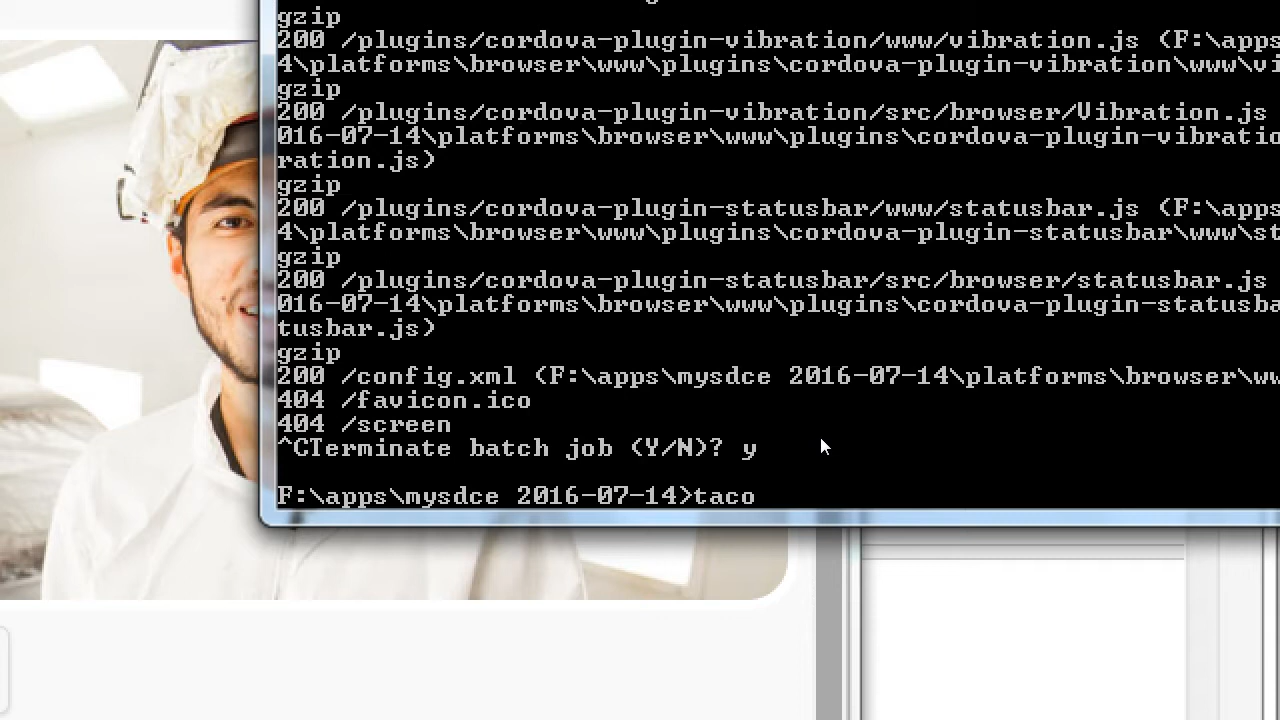 gzip
200 /plugins/cordova-plugin-vibration/www/vibration.js (F:\apps
4\platforms\browser\www\plugins\cordova-plugin-vibration\www\vi
gzip
200 /plugins/cordova-plugin-vibration/src/browser/Vibration.js
016-07-14\platforms\browser\www\plugins\cordova-plugin-vibratio
ration.js)
gzip
200 /plugins/cordova-plugin-statusbar/www/statusbar.js (F:\apps
4\platforms\browser\www\plugins\cordova-plugin-statusbar\www\st
gzip
200 /plugins/cordova-plugin-statusbar/src/browser/statusbar.js
016-07-14\platforms\browser\www\plugins\cordova-plugin-statusba
tusbar.js)
gzip
200 /config.xml (F:\apps\mysdce 2016-07-14\platforms\browser\ww
404 /favicon.ico
404 /screen
^CTerminate batch job (Y/N)? y
F:\apps\mysdce 2016-07-14>taco